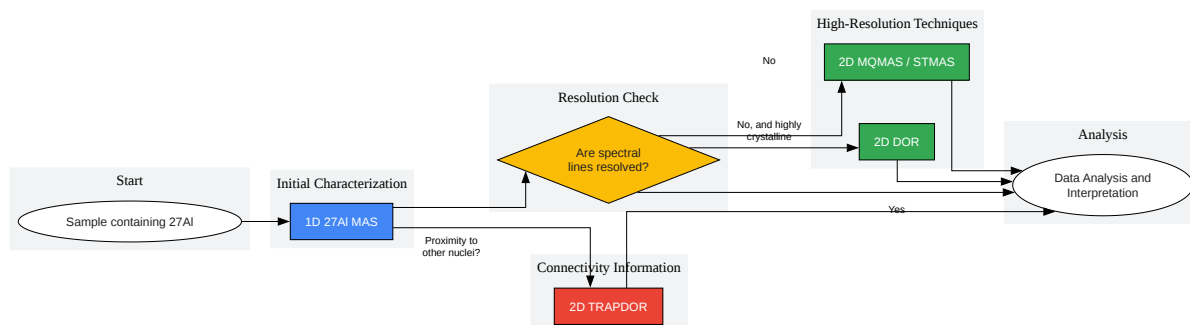 High-Resolution Techniques
2D MQMAS / STMAS
No
Resolution Check
No, and highly
crystalline
2D DOR
Analysis
Are spectral
lines resolved?
Start
Initial Characterization
Data Analysis and
Interpretation
Sample containing 27Al
1D 27Al MAS
Yes
Proximity to
other nuclei?
Connectivity Information
2D TRAPDOR